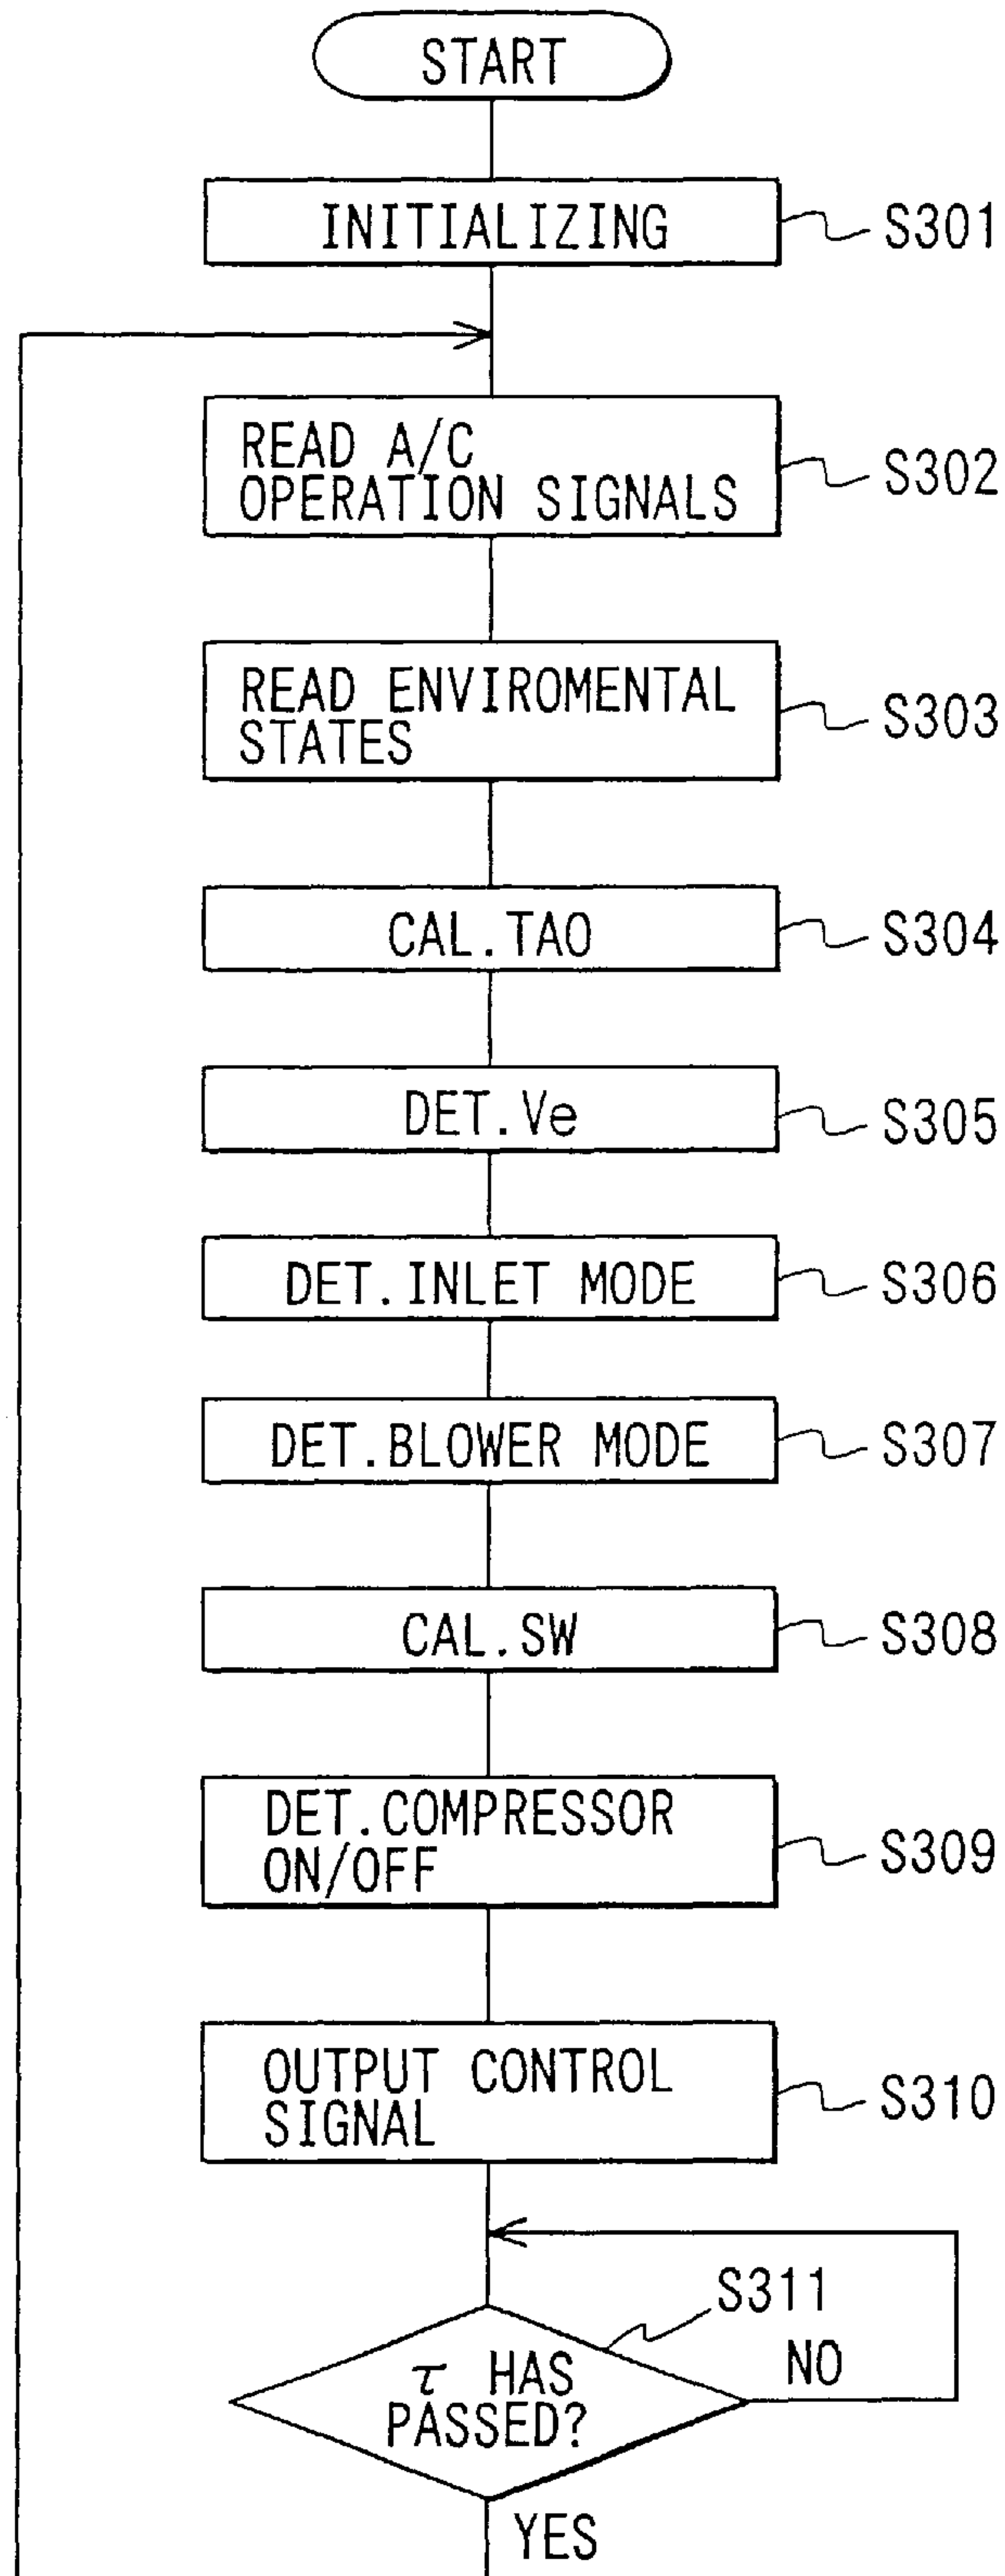 START
INITIALIZING
S301
READ A/C
OPERATION SIGNALS
S302
READ ENVIROMENTAL
STATES
S303
CAL.TAO
S304
DET.Ve
S305
DET.INLET MODE
S306
DET.BLOWER MODE
S307
CAL.SW
S308
DET.COMPRESSOR
ON/OFF
S309
OUTPUT CONTROL
SIGNAL
S310
S311
τ HAS
PASSED?
NO
YES